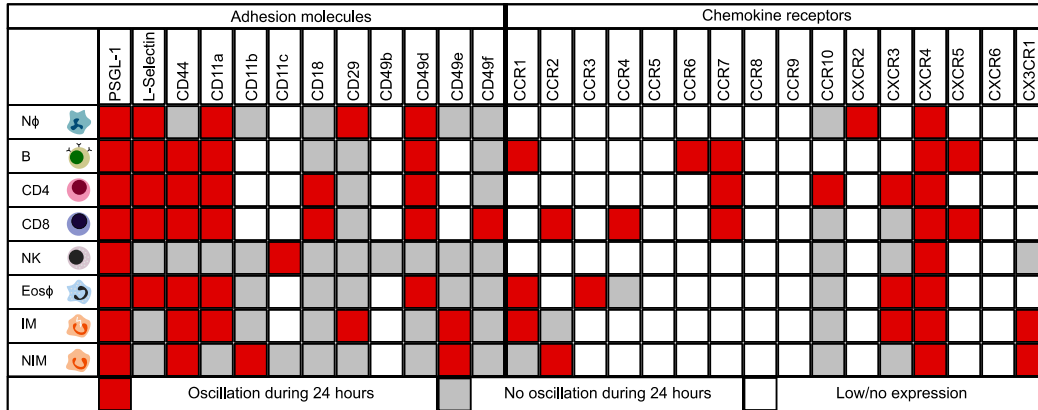 Adhesion molecules
Chemokine receptors
PSGL-1
L-Selectin
CD44
CD11a
CD11b
CD11c
CD18
CD29
CD49b
CD49d
CD49e
CD49f
CCR1
CCR2
CCR3
CCR4
CCR5
CCR6
CCR7
CCR8
CCR9
CCR10
CXCR2
CXCR3
CXCR4
CXCR5
CXCR6
CX3CR1
Nϕ
B
CD4
CD8
NK
Eosϕ
IM
NIM
Oscillation during 24 hours
No oscillation during 24 hours
Low/no expression